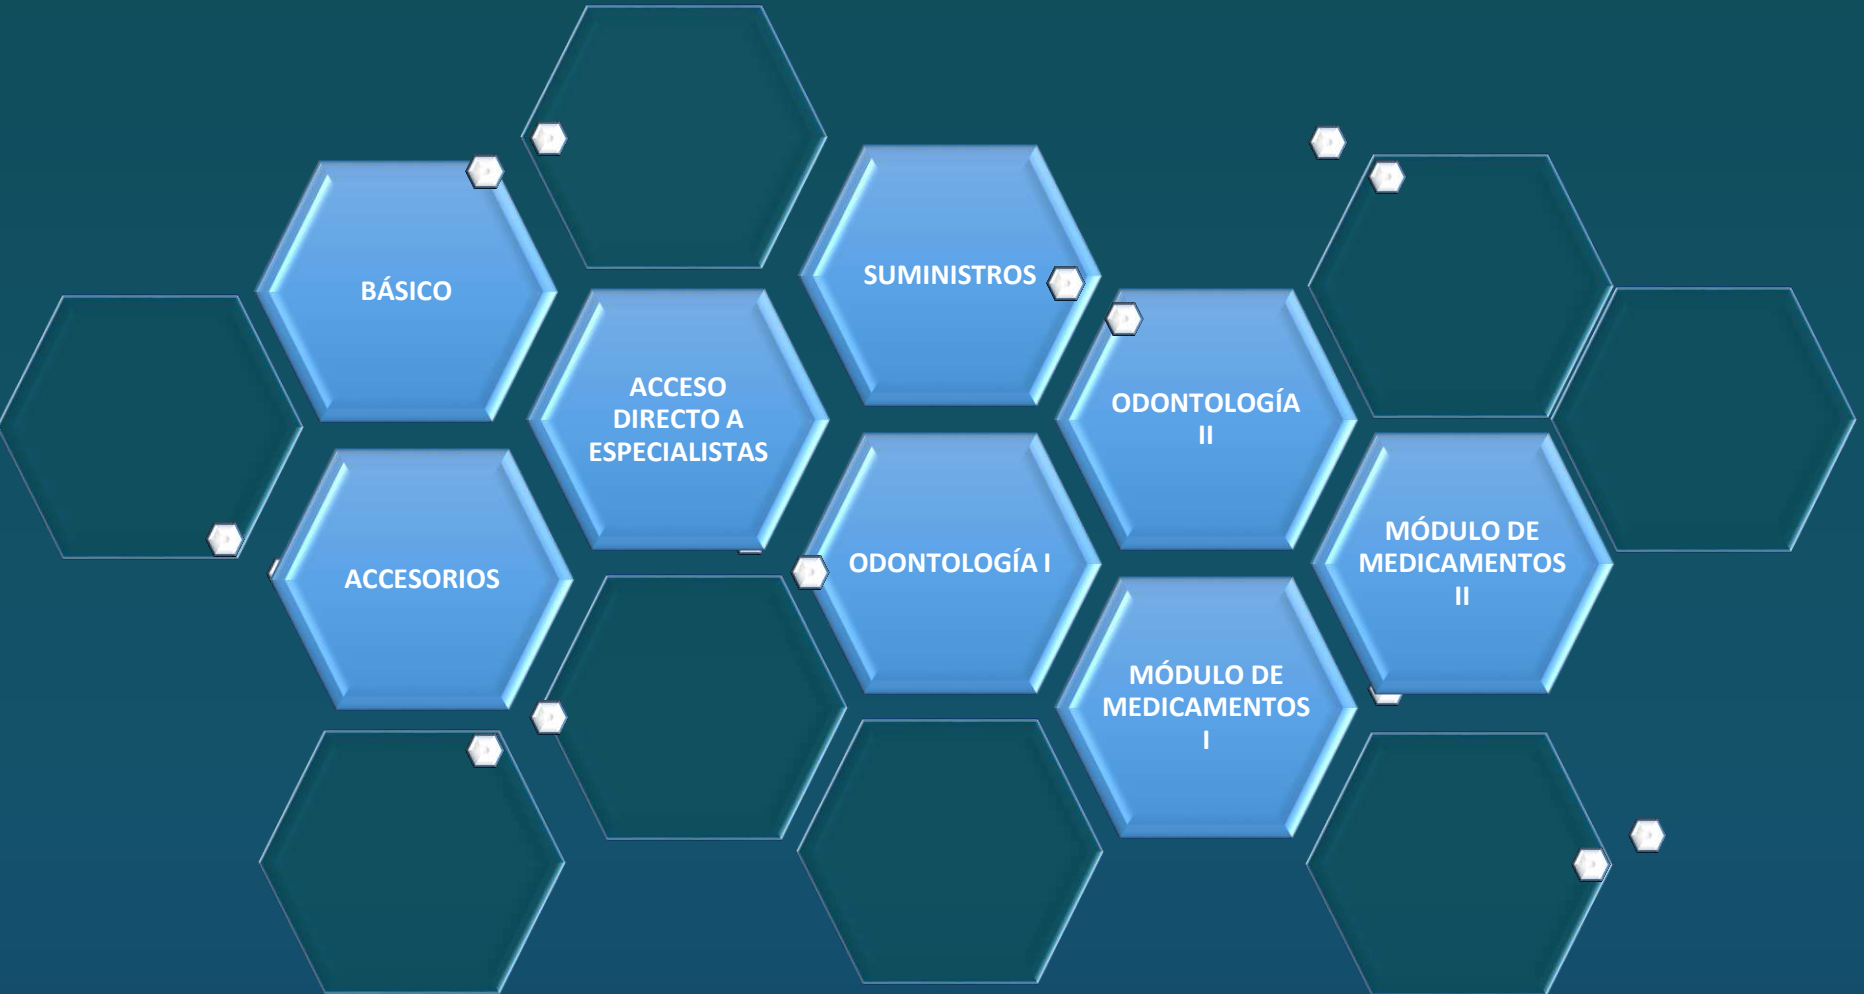 BÁSICO
ACCESORIOS
ACCESO
DIRECTO A
ESPECIALISTAS
SUMINISTROS
ODONTOLOGÍA I
ODONTOLOGÍA
II
MÓDULO DE
MEDICAMENTOS
I
MÓDULO DE
MEDICAMENTOS
II